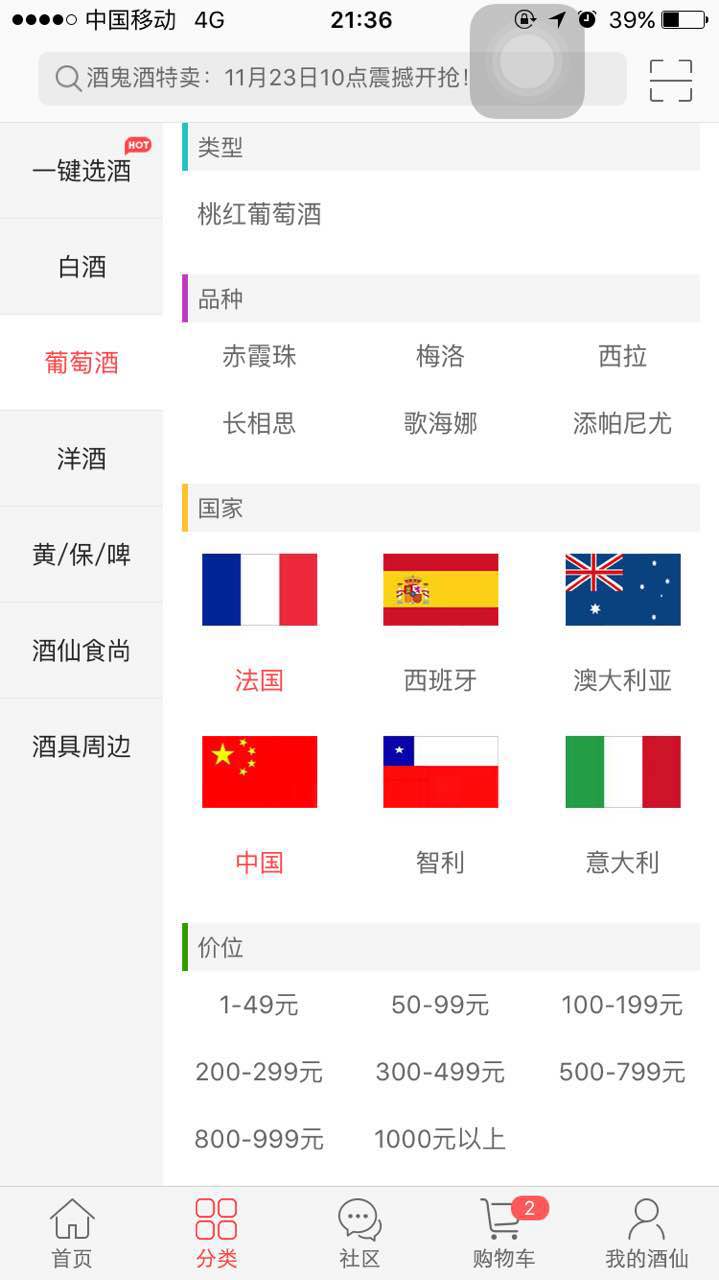 中国移动 4G 21:36 39%
酒鬼酒特卖：11月23日10点震撼开抢！
HOT
一键选酒
白酒
葡萄酒
洋酒
黄/保/啤
酒仙食尚
酒具周边
类型
桃红葡萄酒
品种
赤霞珠 梅洛 西拉
长相思 歌海娜 添帕尼尤
国家
法国 西班牙 澳大利亚
中国 智利 意大利
价位
1-49元 50-99元 100-199元
200-299元 300-499元 500-799元
800-999元 1000元以上
2
首页 分类 社区 购物车 我的酒仙